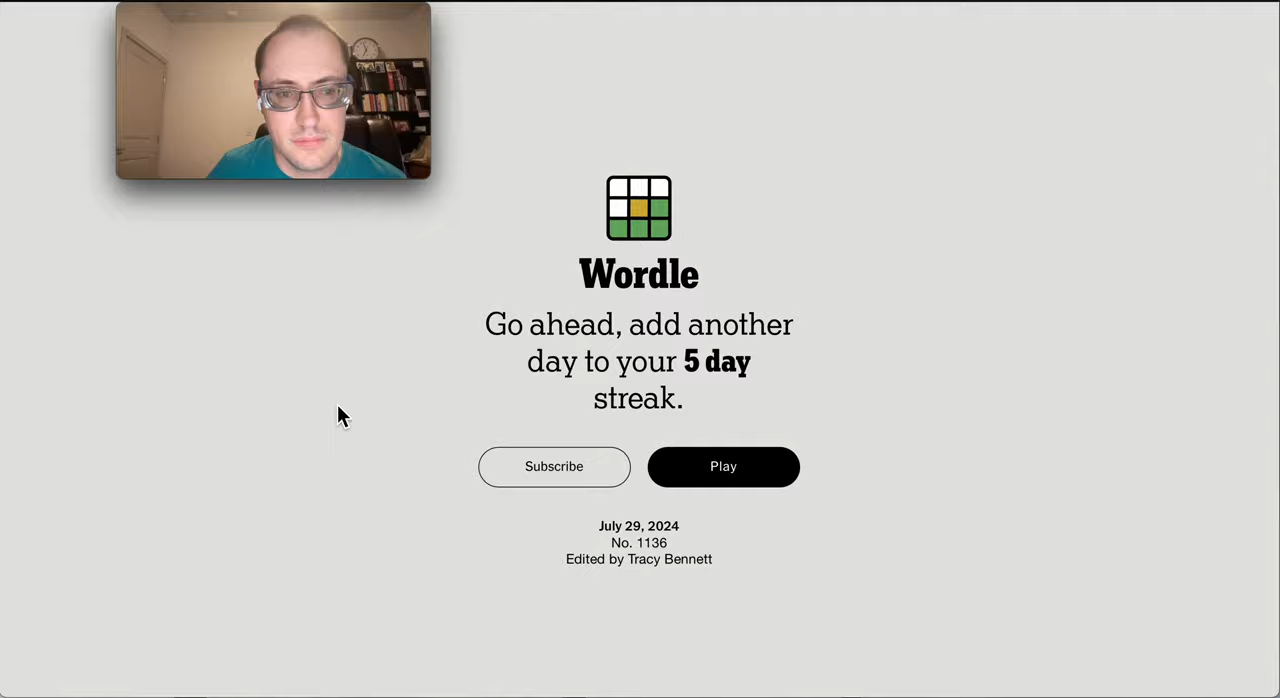 Wordle
Go ahead, add another
day to your 5 day
streak.
Subscribe
Play
July 29, 2024
No. 1136
Edited by Tracy Bennett